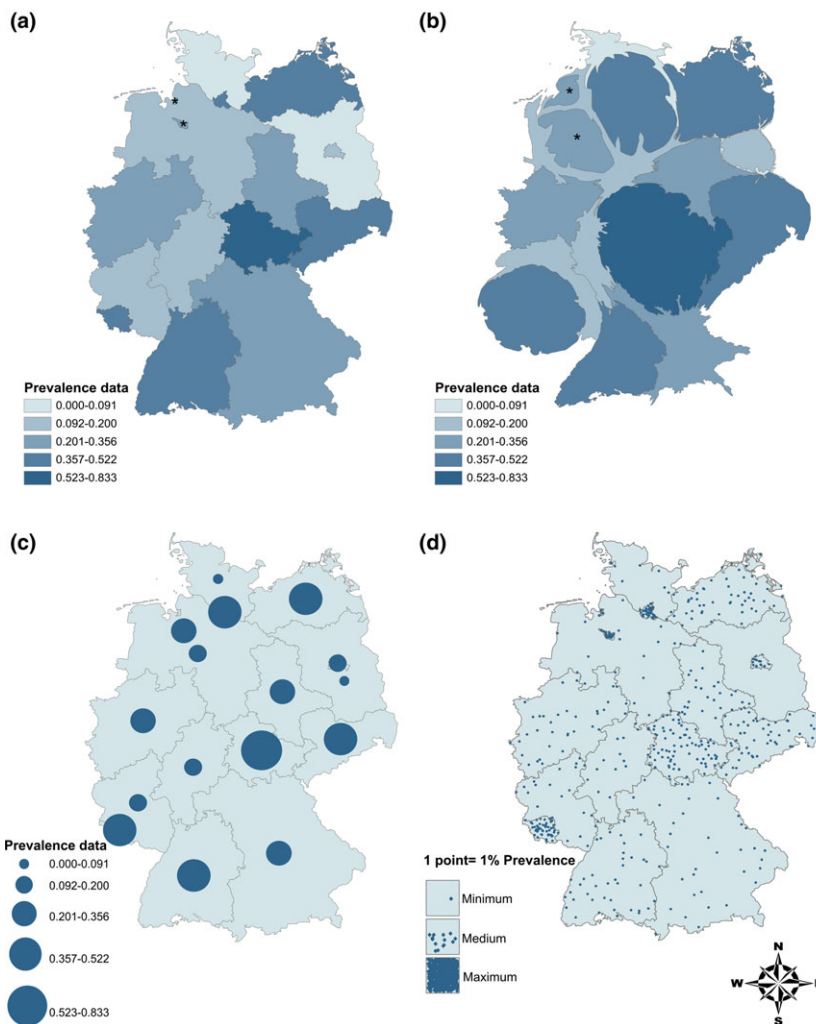 (a)
Prevalence data
0.000-0.091
0.092-0.200
0.201-0.356
0.357-0.522
0.523-0.833
(b)
Prevalence data
0.000-0.091
0.092-0.200
0.201-0.356
0.357-0.522
0.523-0.833
(c)
Prevalence data
0.000-0.091
0.092-0.200
0.201-0.356
0.357-0.522
0.523-0.833
(d)
1 point= 1% Prevalence
Minimum
Medium
Maximum
N
W
S